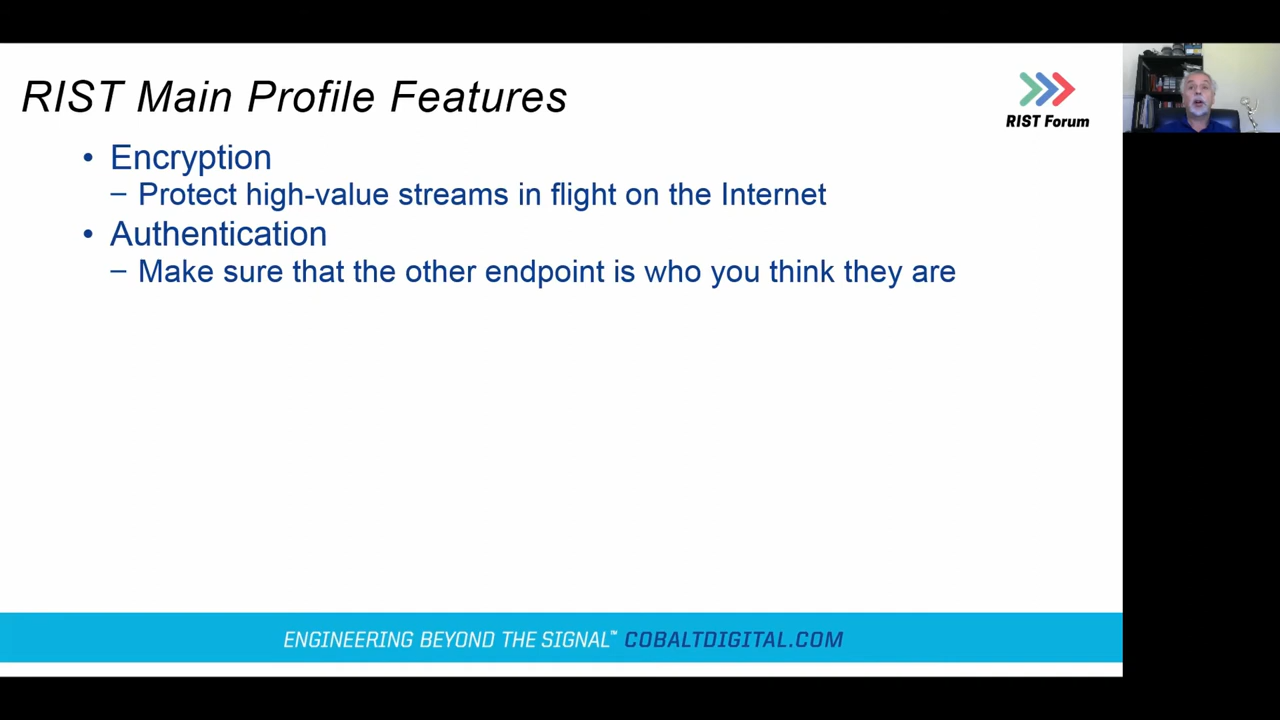 RIST Main Profile Features
RIST Forum
• Encryption
– Protect high-value streams in flight on the Internet
• Authentication
– Make sure that the other endpoint is who you think they are
ENGINEERING BEYOND THE SIGNAL™ COBALTDIGITAL.COM